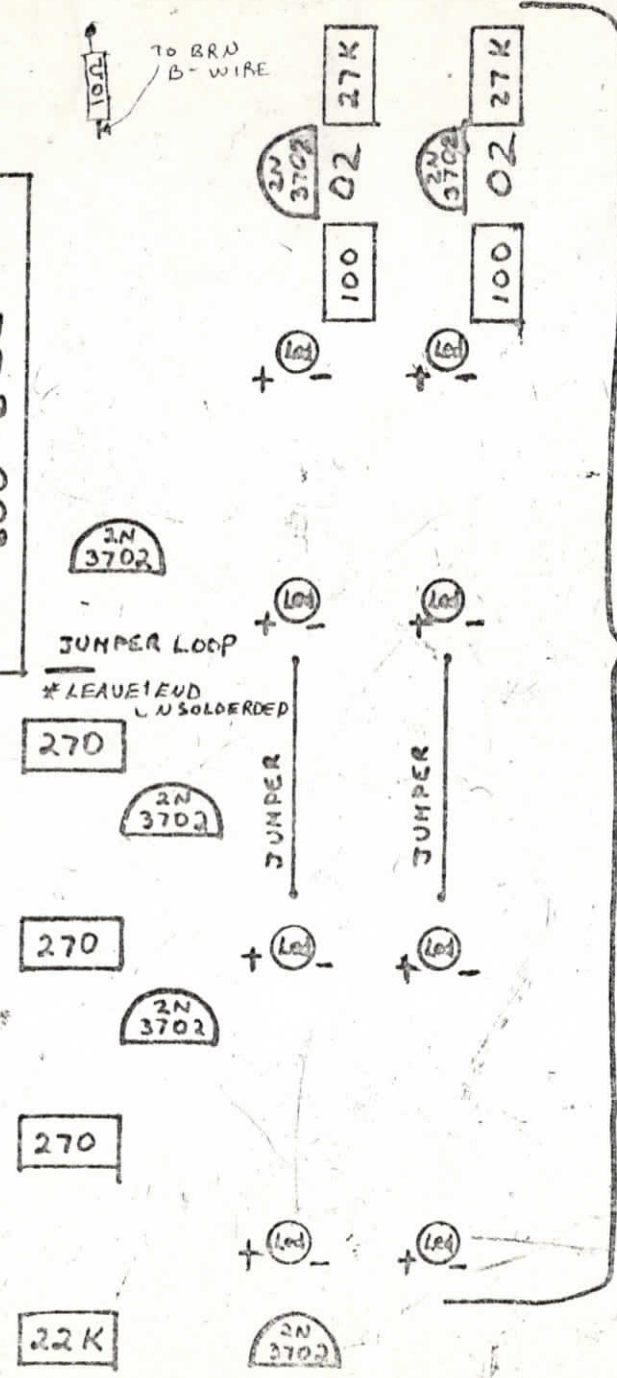 10Ω
TO BRN
B- WIRE
27K
27K
2N
3702
02
2N
3702
02
100
100
Led
+ -
Led
+ -
2N
3702
Led
+ -
Led
+ -
JUMPER LOOP
* LEAVE 1 END
UNSOLDERDED
270
JUMPER
JUMPER
2N
3702
270
Led
+ -
Led
+ -
2N
3702
270
Led
+ -
Led
+ -
22K
2N
3702